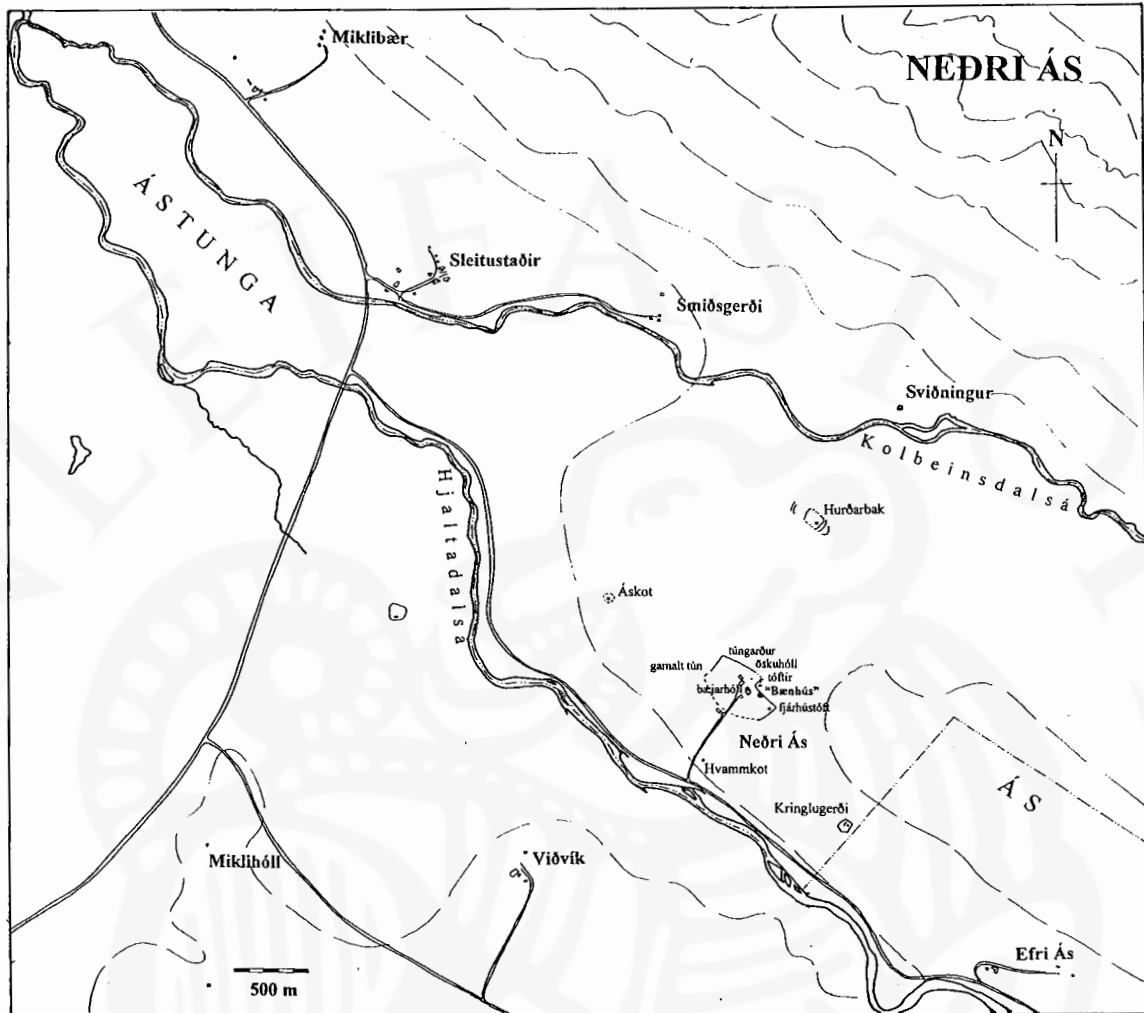 Miklibær
NEÐRI ÁS
N
ÁSTUNGA
Sleitustaðir
Smiðsgerði
Sviðningur
Kolbeinsdalsá
Hjaltadalsá
Hurðarbak
Áskot
túngarður
gamalt tún
öskuhóll
tóftir
bæjarhóll
"Bænhús"
fjárhústóft
Neðri Ás
Hvammkot
ÁS
Kringlugerði
Miklihóll
Viðvík
Efri Ás
500 m